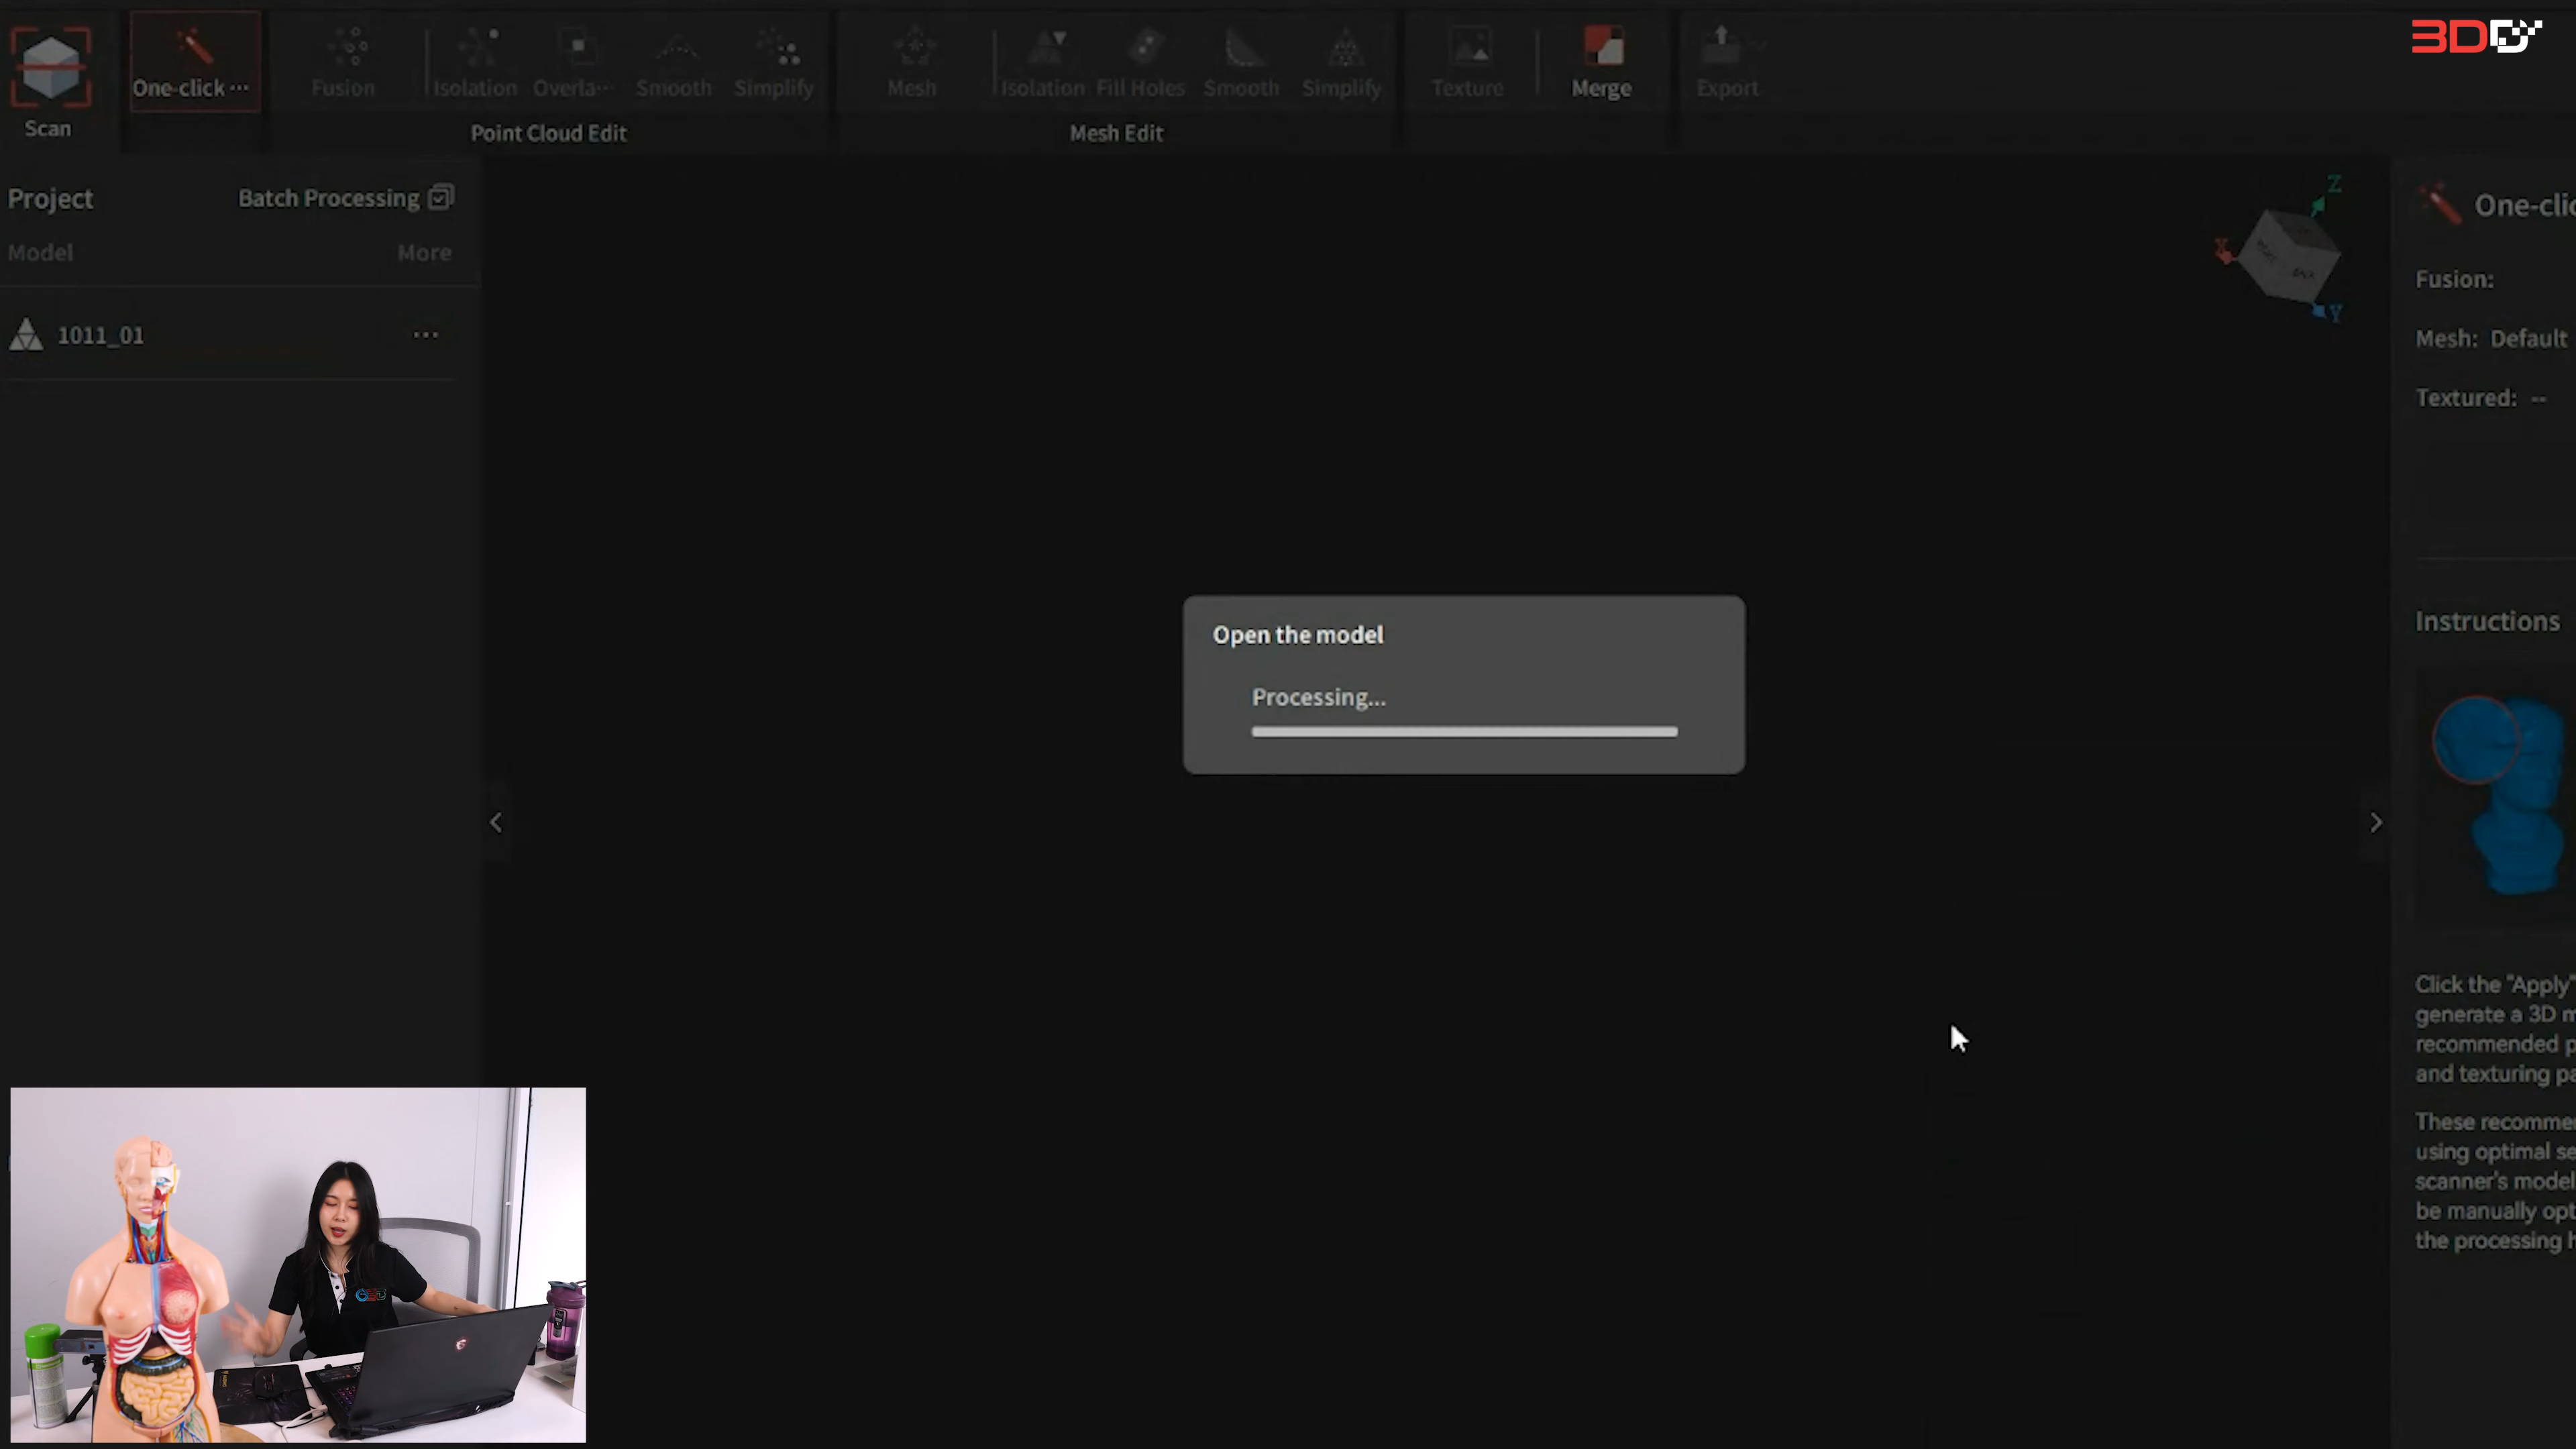 3DD
One-click ...
Fusion
Isolation
Overla...
Smooth
Simplify
Mesh
Isolation
Fill Holes
Smooth
Simplify
Texture
Merge
Export
Scan
Point Cloud Edit
Mesh Edit
Project
Batch Processing
Model
More
1011_01
...
Z
X
Y
BACK
One-clic
Fusion:
Mesh: Default
Textured: --
Open the model
Processing...
Instructions
Click the "Apply"
generate a 3D m
recommended p
and texturing pa
These recomme
using optimal se
scanner's model
be manually opt
the processing h